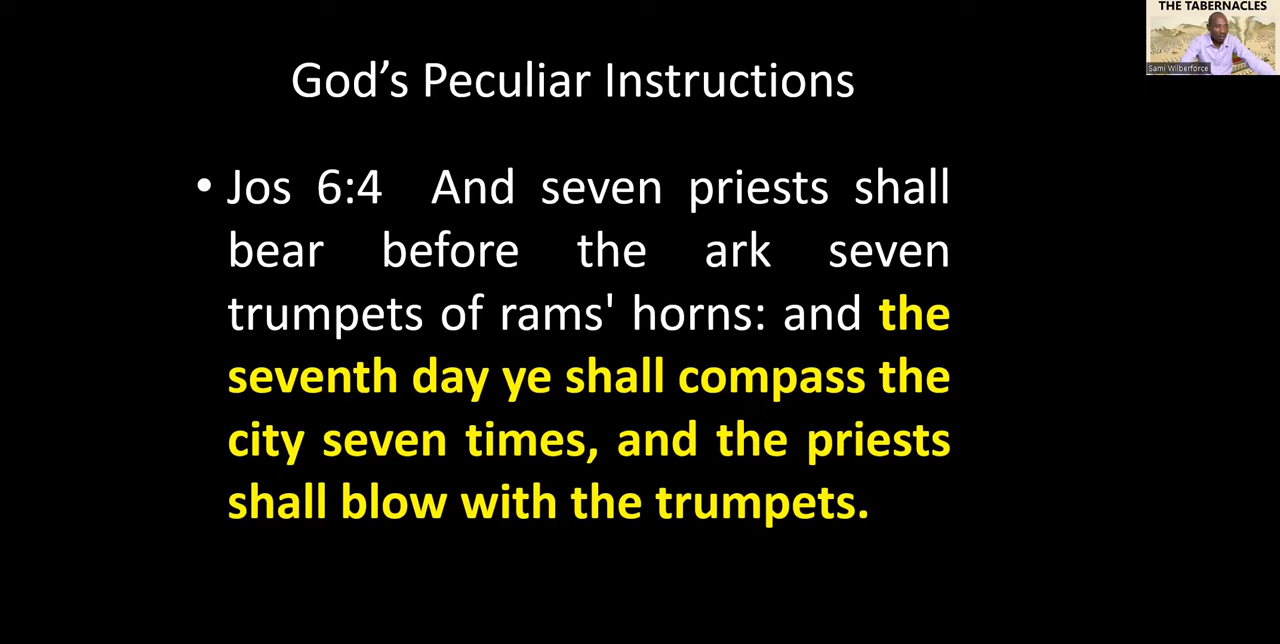 THE TABERNACLES
Sami Wilberforce
God’s Peculiar Instructions
• Jos 6:4 And seven priests shall
bear before the ark seven
trumpets of rams' horns: and the
seventh day ye shall compass the
city seven times, and the priests
shall blow with the trumpets.